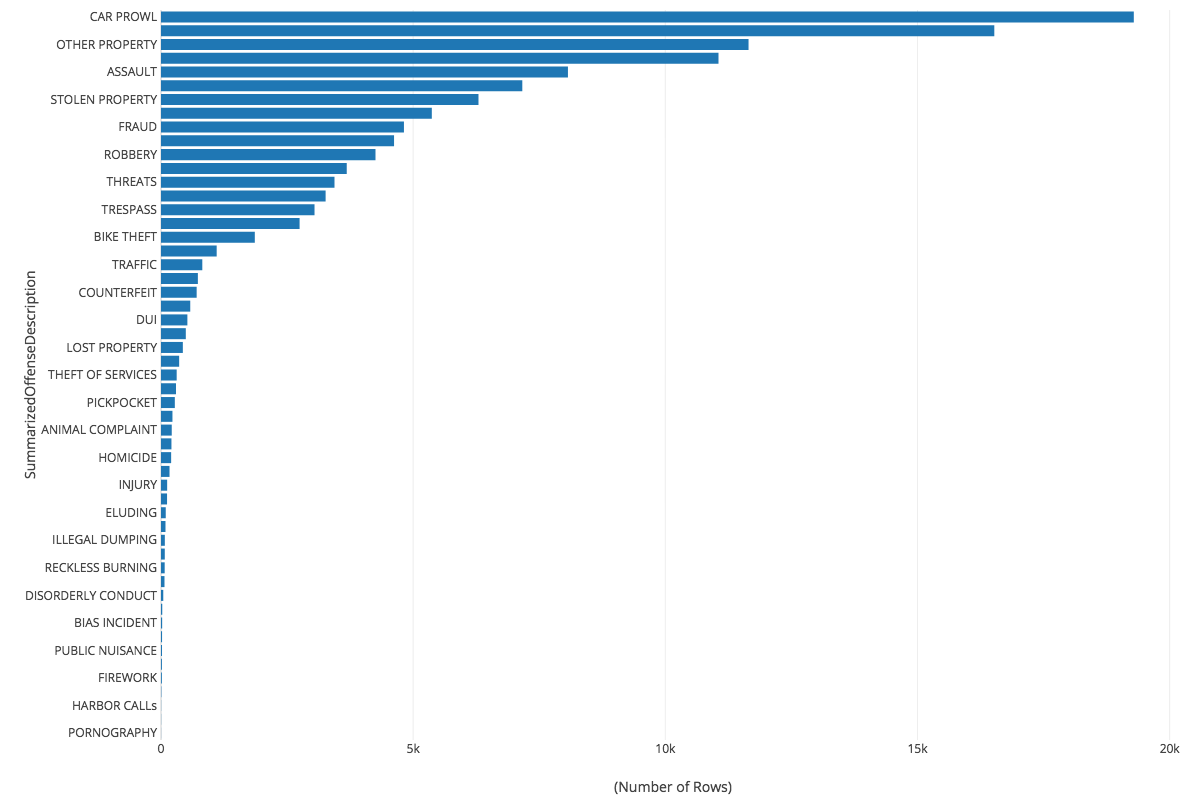 CAR PROWL
OTHER PROPERTY
ASSAULT
STOLEN PROPERTY
FRAUD
ROBBERY
THREATS
TRESPASS
BIKE THEFT
TRAFFIC
COUNTERFEIT
DUI
LOST PROPERTY
THEFT OF SERVICES
PICKPOCKET
ANIMAL COMPLAINT
HOMICIDE
INJURY
ELUDING
ILLEGAL DUMPING
RECKLESS BURNING
DISORDERLY CONDUCT
BIAS INCIDENT
PUBLIC NUISANCE
FIREWORK
HARBOR CALLs
PORNOGRAPHY
SummarizedOffenseDescription
0 5k 10k 15k 20k
(Number of Rows)